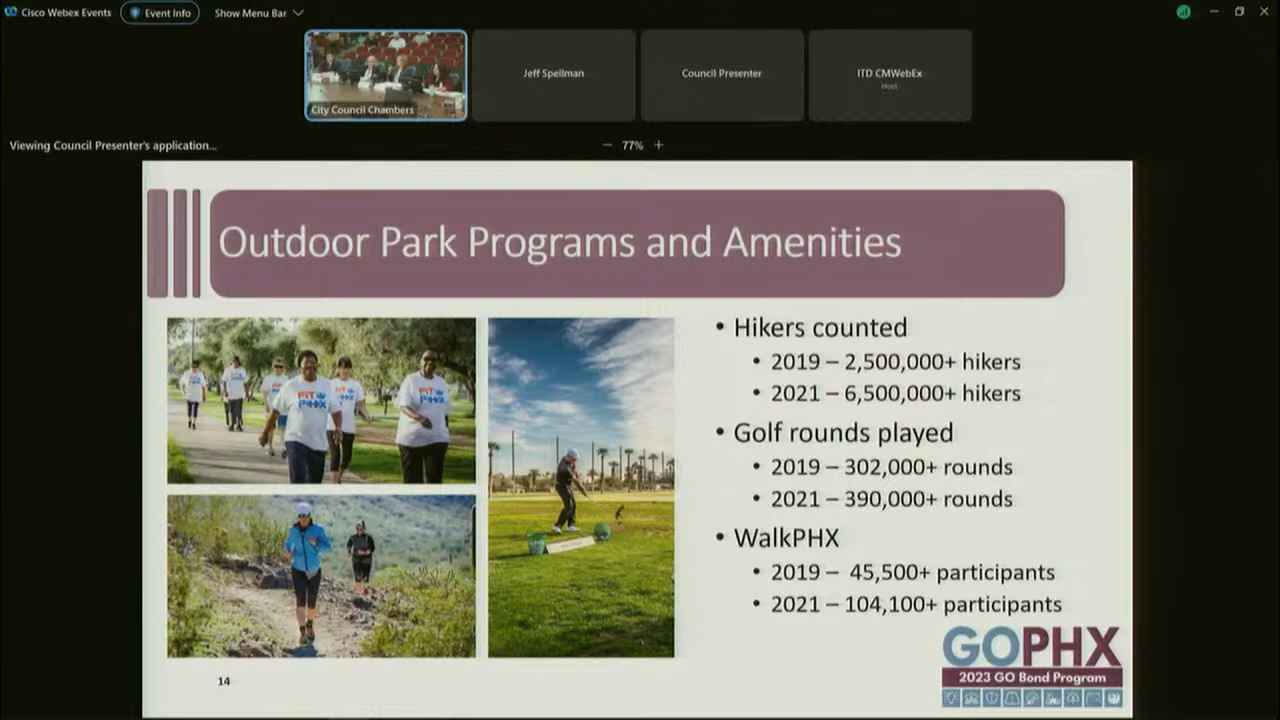 Cisco Webex Events
Event Info
Show Menu Bar
City Council Chambers
Jeff Spellman
Council Presenter
ITD CMWebEx
Host
Viewing Council Presenter's application...
77%
Outdoor Park Programs and Amenities
FIT
PHX
FIT
PHX
• Hikers counted
• 2019 – 2,500,000+ hikers
• 2021 – 6,500,000+ hikers
• Golf rounds played
• 2019 – 302,000+ rounds
• 2021 – 390,000+ rounds
• WalkPHX
• 2019 – 45,500+ participants
• 2021 – 104,100+ participants
14
GOPHX
2023 GO Bond Program